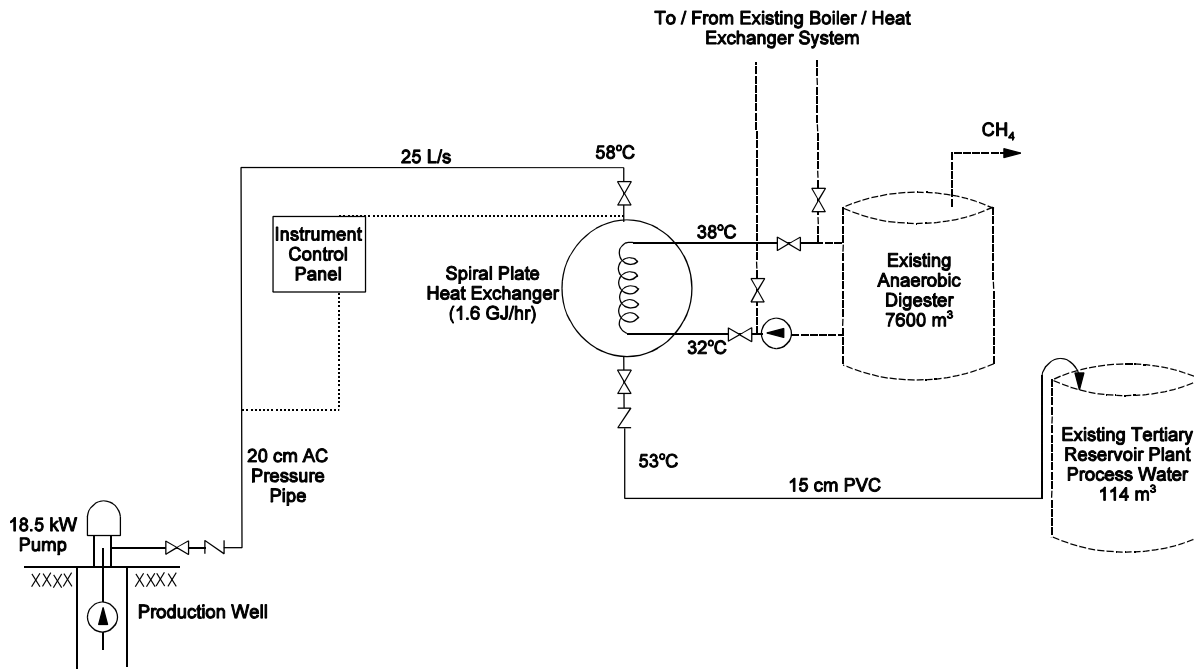 To / From Existing Boiler / Heat
Exchanger System
CH₄
25 L/s
58ºC
Instrument
Control
Panel
38ºC
Spiral Plate
Heat Exchanger
(1.6 GJ/hr)
Existing
Anaerobic
Digester
7600 m³
32ºC
20 cm AC
Pressure
Pipe
53ºC
15 cm PVC
Existing Tertiary
Reservoir Plant
Process Water
114 m³
18.5 kW
Pump
Production Well